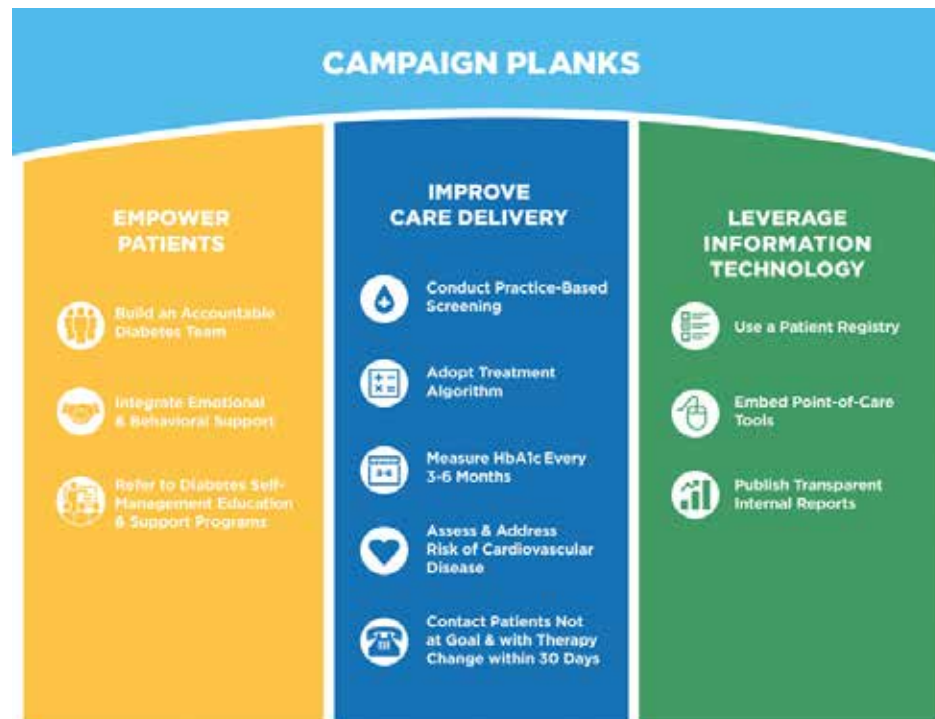 CAMPAIGN PLANKS
EMPOWER
PATIENTS
Build an Accountable
Diabetes Team
Integrate Emotional
& Behavioral Support
Refer to Diabetes Self-
Management Education
& Support Programs
IMPROVE
CARE DELIVERY
Conduct Practice-Based
Screening
Adopt Treatment
Algorithm
3-6
Measure HbA1c Every
3-6 Months
Assess & Address
Risk of Cardiovascular
Disease
Contact Patients Not
at Goal & with Therapy
Change within 30 Days
LEVERAGE
INFORMATION
TECHNOLOGY
Use a Patient Registry
Embed Point-of-Care
Tools
Publish Transparent
Internal Reports